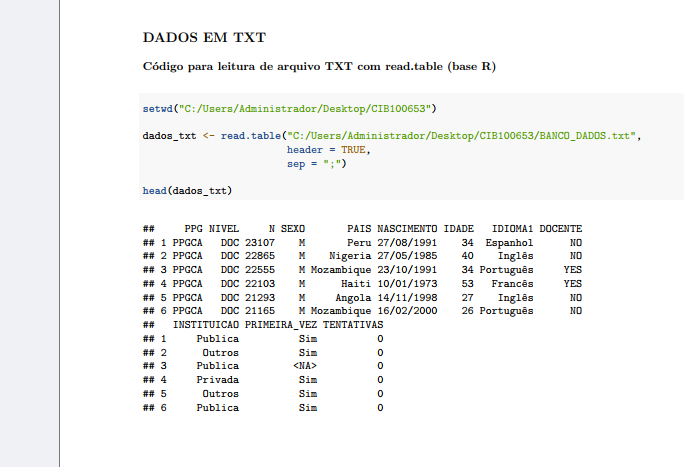 DADOS EM TXT
Código para leitura de arquivo TXT com read.table (base R)
setwd("C:/Users/Administrador/Desktop/CIB100653")
dados_txt <- read.table("C:/Users/Administrador/Desktop/CIB100653/BANCO_DADOS.txt",
header = TRUE,
sep = ";")
head(dados_txt)
## PPG NIVEL N SEXO PAIS NASCIMENTO IDADE IDIOMA1 DOCENTE
## 1 PPGCA DOC 23107 M Peru 27/08/1991 34 Espanhol NO
## 2 PPGCA DOC 22865 M Nigeria 27/05/1985 40 Inglês NO
## 3 PPGCA DOC 22555 M Mozambique 23/10/1991 34 Português YES
## 4 PPGCA DOC 22103 M Haiti 10/01/1973 53 Francês YES
## 5 PPGCA DOC 21293 M Angola 14/11/1998 27 Inglês NO
## 6 PPGCA DOC 21165 M Mozambique 16/02/2000 26 Português NO
## INSTITUICAO PRIMEIRA_VEZ TENTATIVAS
## 1 Publica Sim 0
## 2 Outros Sim 0
## 3 Publica <NA> 0
## 4 Privada Sim 0
## 5 Outros Sim 0
## 6 Publica Sim 0